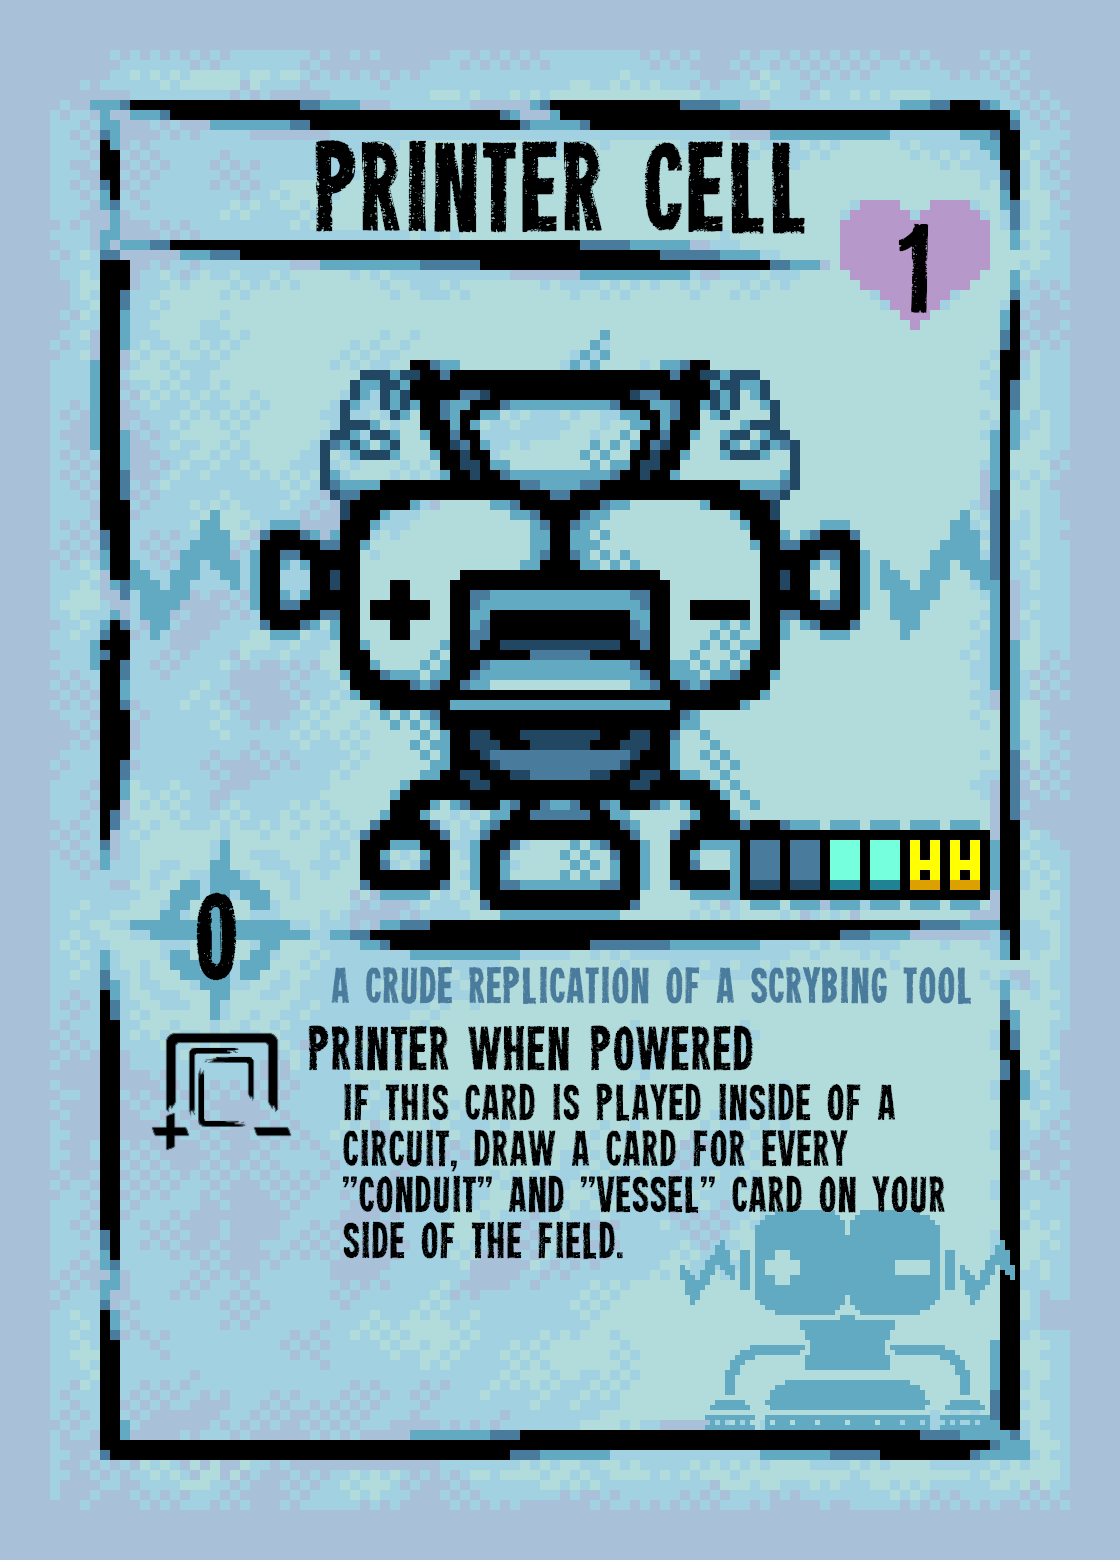 PRINTER CELL
1
+ −
0
A CRUDE REPLICATION OF A SCRYBING TOOL
PRINTER WHEN POWERED
IF THIS CARD IS PLAYED INSIDE OF A
CIRCUIT, DRAW A CARD FOR EVERY
"CONDUIT" AND "VESSEL" CARD ON YOUR
SIDE OF THE FIELD.